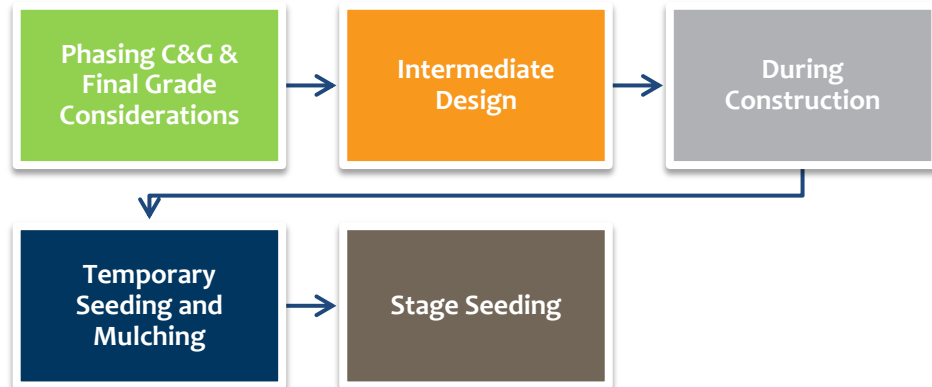 Phasing C&G &
Final Grade
Considerations
Intermediate
Design
During
Construction
Temporary
Seeding and
Mulching
Stage Seeding